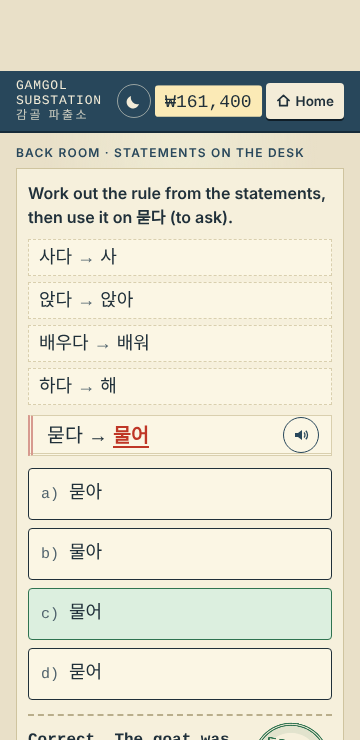 GAMGOL
SUBSTATION
감골 파출소
₩161,400
Home
BACK ROOM · STATEMENTS ON THE DESK
Work out the rule from the statements,
then use it on 묻다 (to ask).
사다 → 사
앉다 → 앉아
배우다 → 배워
하다 → 해
묻다 → 물어
a) 묻아
b) 물아
c) 물어
d) 묻어
Correct. The goat was